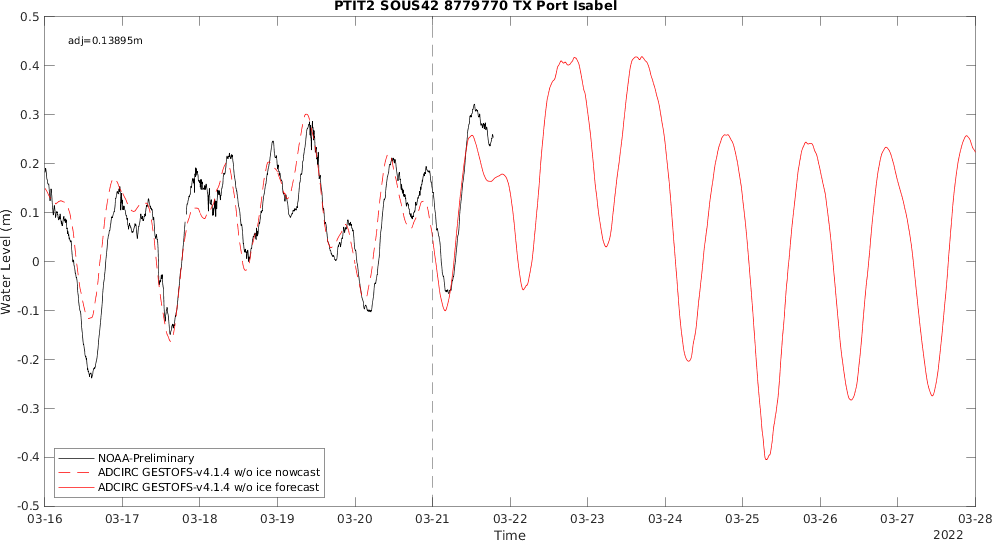 PTIT2 SOUS42 8779770 TX Port Isabel
adj=0.13895m
0.5
0.4
0.3
0.2
0.1
0
-0.1
-0.2
-0.3
-0.4
-0.5
Water Level (m)
NOAA-Preliminary
ADCIRC GESTOFS-v4.1.4 w/o ice nowcast
ADCIRC GESTOFS-v4.1.4 w/o ice forecast
03-16 03-17 03-18 03-19 03-20 03-21 03-22 03-23 03-24 03-25 03-26 03-27 03-28
Time
2022